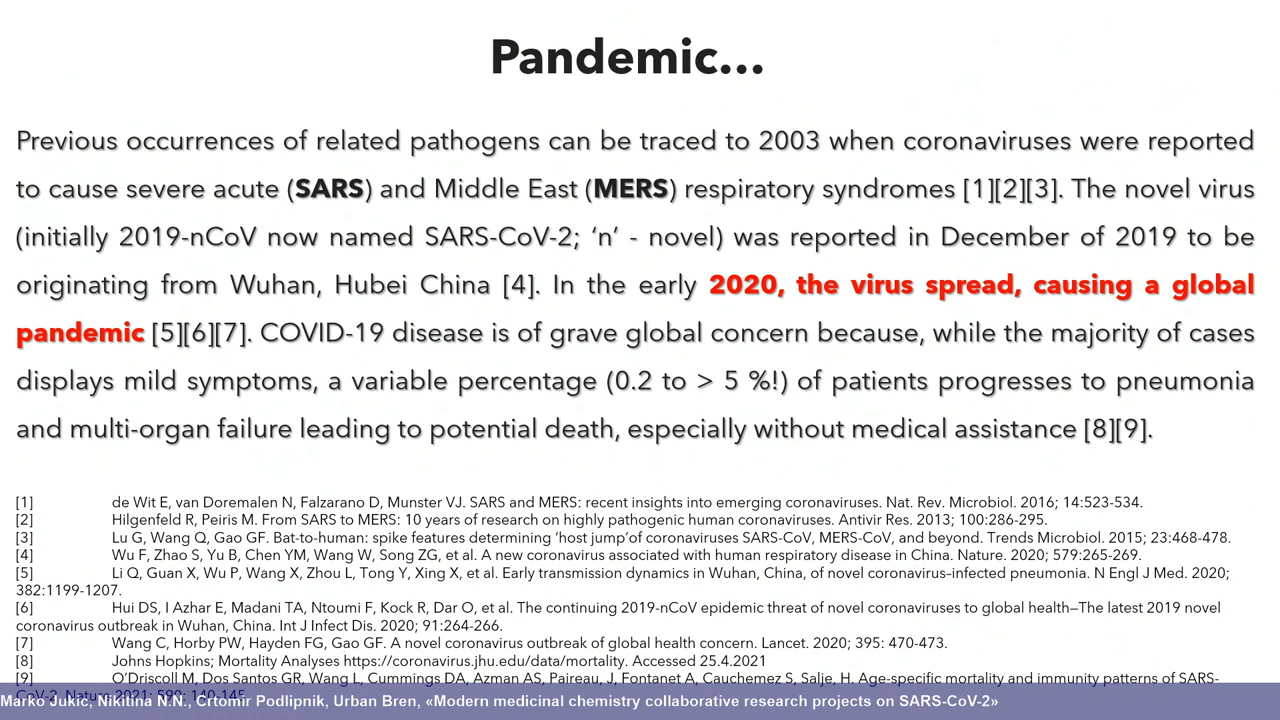 Pandemic...
Previous occurrences of related pathogens can be traced to 2003 when coronaviruses were reported
to cause severe acute (SARS) and Middle East (MERS) respiratory syndromes [1][2][3]. The novel virus
(initially 2019-nCoV now named SARS-CoV-2; ‘n’ - novel) was reported in December of 2019 to be
originating from Wuhan, Hubei China [4]. In the early 2020, the virus spread, causing a global
pandemic [5][6][7]. COVID-19 disease is of grave global concern because, while the majority of cases
displays mild symptoms, a variable percentage (0.2 to > 5 %!) of patients progresses to pneumonia
and multi-organ failure leading to potential death, especially without medical assistance [8][9].
[1] de Wit E, van Doremalen N, Falzarano D, Munster VJ. SARS and MERS: recent insights into emerging coronaviruses. Nat. Rev. Microbiol. 2016; 14:523-534.
[2] Hilgenfeld R, Peiris M. From SARS to MERS: 10 years of research on highly pathogenic human coronaviruses. Antivir Res. 2013; 100:286-295.
[3] Lu G, Wang Q, Gao GF. Bat-to-human: spike features determining ‘host jump’of coronaviruses SARS-CoV, MERS-CoV, and beyond. Trends Microbiol. 2015; 23:468-478.
[4] Wu F, Zhao S, Yu B, Chen YM, Wang W, Song ZG, et al. A new coronavirus associated with human respiratory disease in China. Nature. 2020; 579:265-269.
[5] Li Q, Guan X, Wu P, Wang X, Zhou L, Tong Y, Xing X, et al. Early transmission dynamics in Wuhan, China, of novel coronavirus–infected pneumonia. N Engl J Med. 2020;
382:1199-1207.
[6] Hui DS, I Azhar E, Madani TA, Ntoumi F, Kock R, Dar O, et al. The continuing 2019-nCoV epidemic threat of novel coronaviruses to global health—The latest 2019 novel
coronavirus outbreak in Wuhan, China. Int J Infect Dis. 2020; 91:264-266.
[7] Wang C, Horby PW, Hayden FG, Gao GF. A novel coronavirus outbreak of global health concern. Lancet. 2020; 395: 470-473.
[8] Johns Hopkins; Mortality Analyses https://coronavirus.jhu.edu/data/mortality. Accessed 25.4.2021
[9] O’Driscoll M, Dos Santos GR, Wang L, Cummings DA, Azman AS, Paireau, J, Fontanet A, Cauchemez S, Salje, H. Age-specific mortality and immunity patterns of SARS-
CoV-2. Nature 2021; 590: 140-145.
Marko Jukic, Nikitina N.N., Crtomir Podlipnik, Urban Bren, «Modern medicinal chemistry collaborative research projects on SARS-CoV-2»